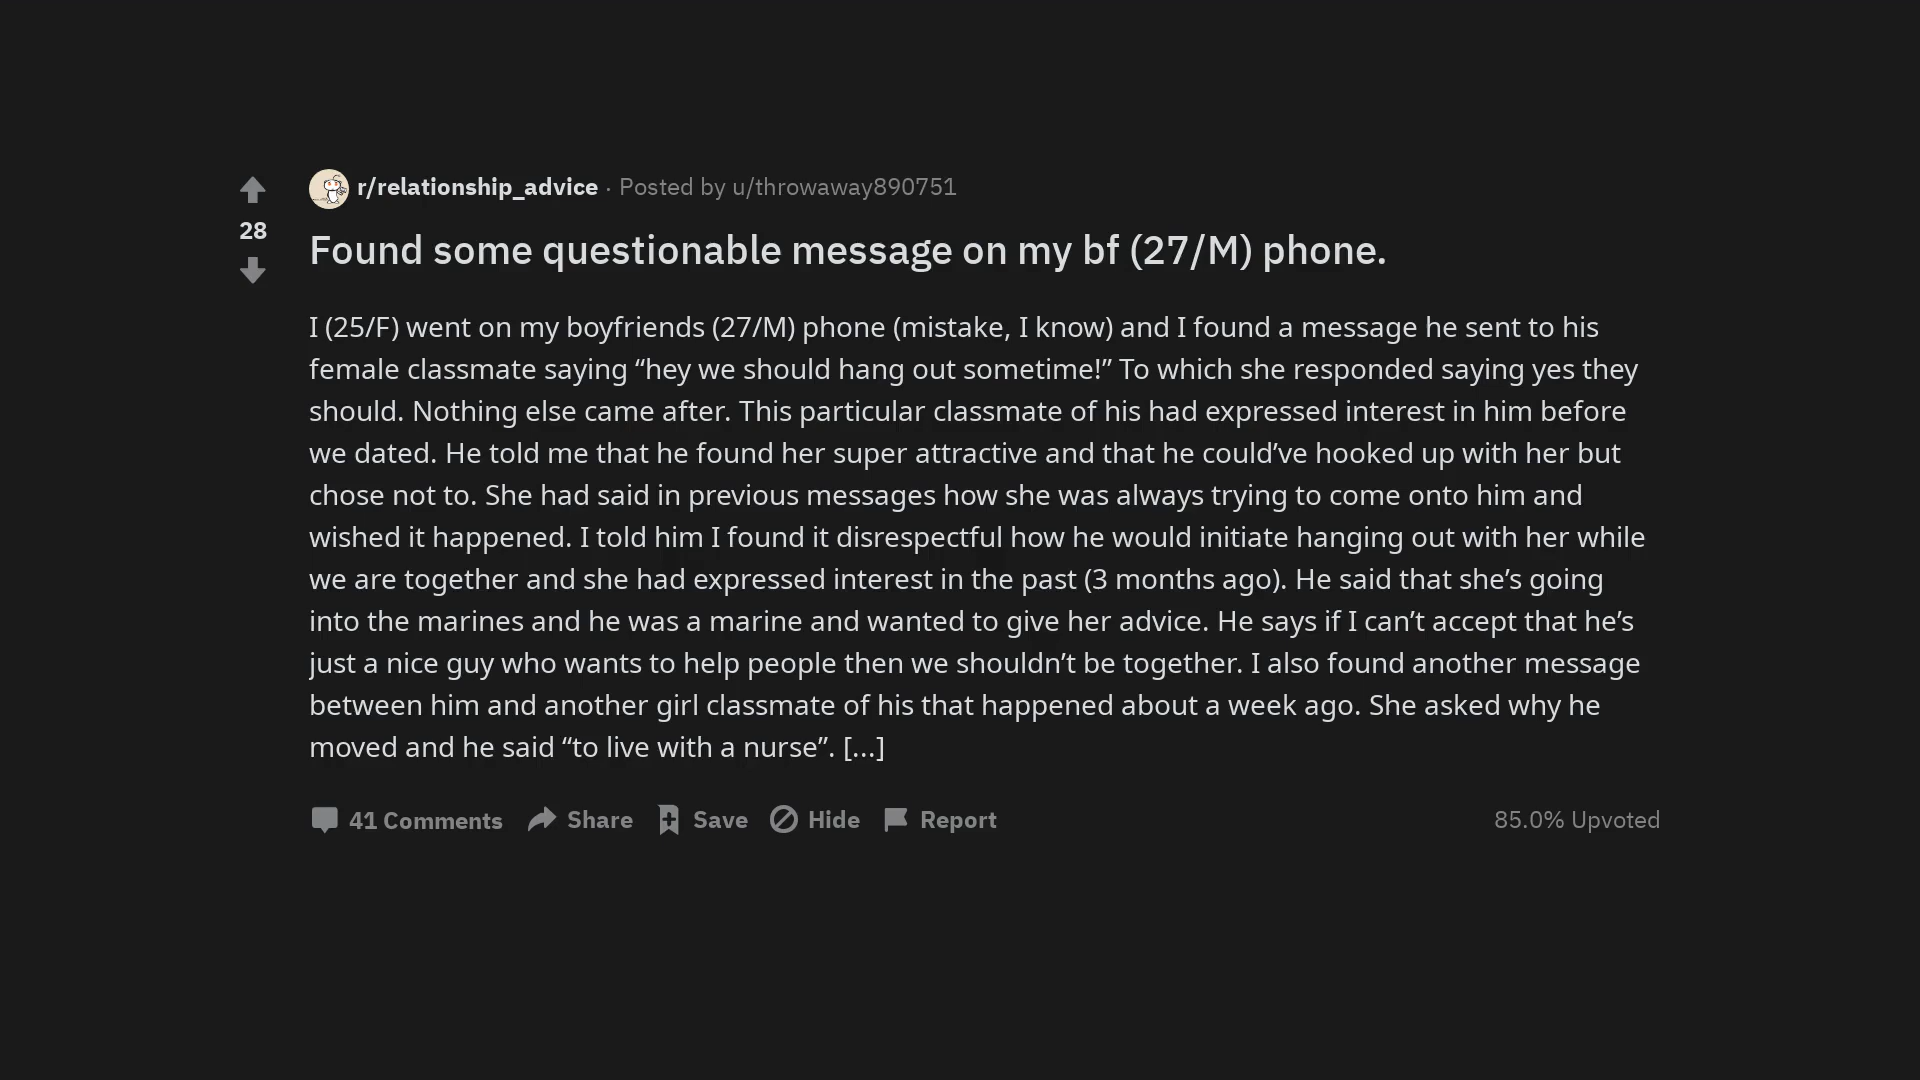 r/relationship_advice · Posted by u/throwaway890751
28
Found some questionable message on my bf (27/M) phone.
I (25/F) went on my boyfriends (27/M) phone (mistake, I know) and I found a message he sent to his
female classmate saying “hey we should hang out sometime!” To which she responded saying yes they
should. Nothing else came after. This particular classmate of his had expressed interest in him before
we dated. He told me that he found her super attractive and that he could’ve hooked up with her but
chose not to. She had said in previous messages how she was always trying to come onto him and
wished it happened. I told him I found it disrespectful how he would initiate hanging out with her while
we are together and she had expressed interest in the past (3 months ago). He said that she’s going
into the marines and he was a marine and wanted to give her advice. He says if I can’t accept that he’s
just a nice guy who wants to help people then we shouldn’t be together. I also found another message
between him and another girl classmate of his that happened about a week ago. She asked why he
moved and he said “to live with a nurse”. [...]
41 Comments Share Save Hide Report 85.0% Upvoted